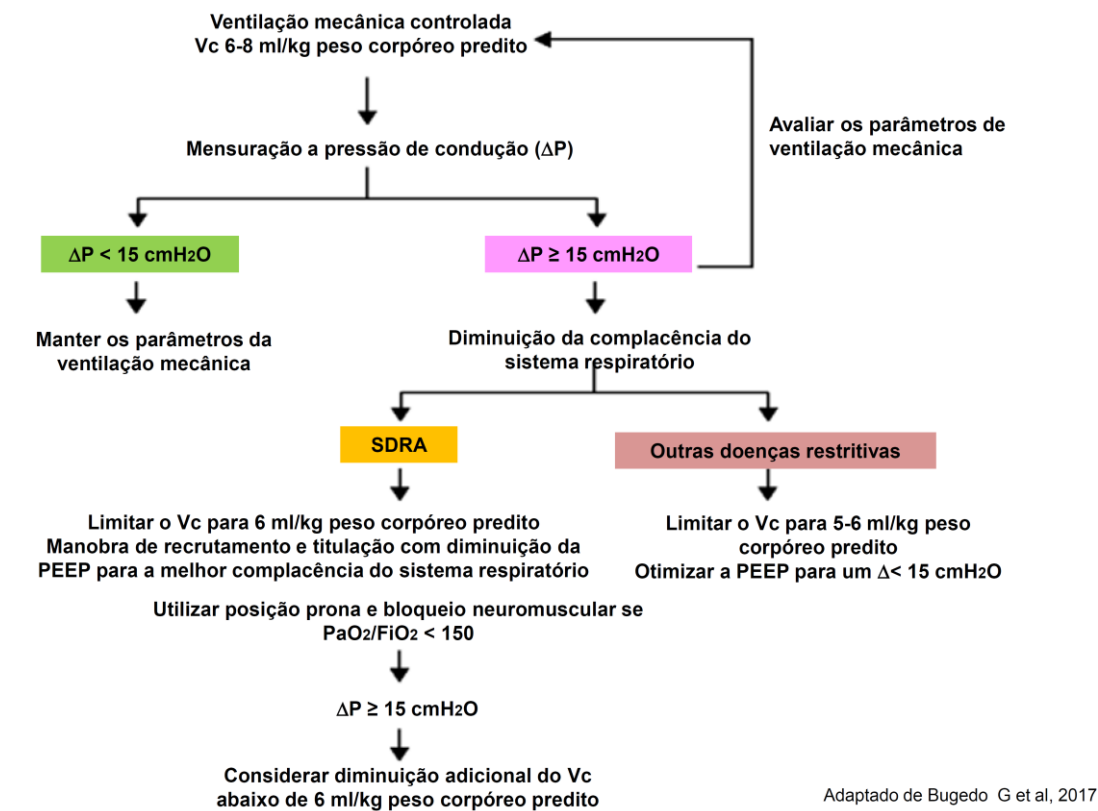 Ventilação mecânica controlada
Vc 6-8 ml/kg peso corpóreo predito
Avaliar os parâmetros de
ventilação mecânica
Mensuração a pressão de condução (∆P)
∆P < 15 cmH2O
∆P ≥ 15 cmH2O
Manter os parâmetros da
ventilação mecânica
Diminuição da complacência do
sistema respiratório
SDRA
Outras doenças restritivas
Limitar o Vc para 6 ml/kg peso corpóreo predito
Manobra de recrutamento e titulação com diminuição da
PEEP para a melhor complacência do sistema respiratório
Limitar o Vc para 5-6 ml/kg peso
corpóreo predito
Otimizar a PEEP para um ∆< 15 cmH2O
Utilizar posição prona e bloqueio neuromuscular se
PaO2/FiO2 < 150
∆P ≥ 15 cmH2O
Considerar diminuição adicional do Vc
abaixo de 6 ml/kg peso corpóreo predito
Adaptado de Bugedo G et al, 2017